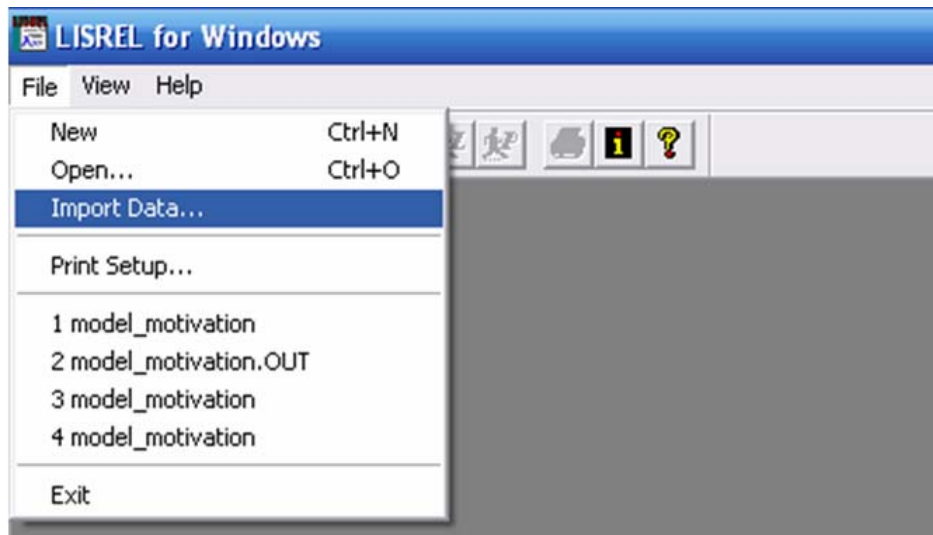 LISREL for Windows
File View Help
New Ctrl+N
Open... Ctrl+O
Import Data...
Print Setup...
1 model_motivation
2 model_motivation.OUT
3 model_motivation
4 model_motivation
Exit